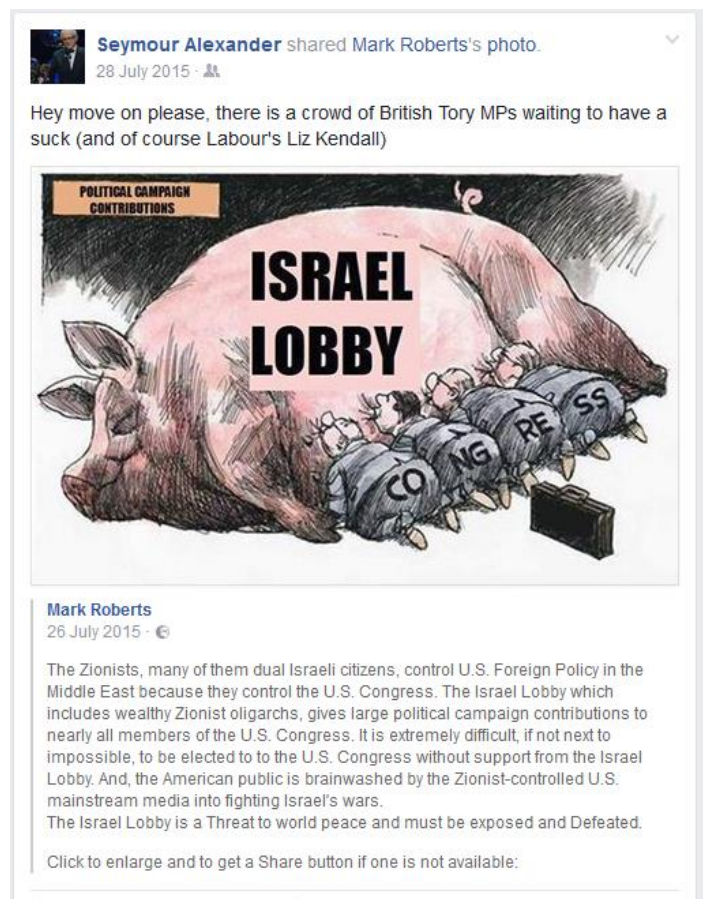 Seymour Alexander shared Mark Roberts's photo.
28 July 2015 ·
Hey move on please, there is a crowd of British Tory MPs waiting to have a
suck (and of course Labour's Liz Kendall)
POLITICAL CAMPAIGN
CONTRIBUTIONS
ISRAEL
LOBBY
CO NG RE SS
Mark Roberts
26 July 2015 ·
The Zionists, many of them dual Israeli citizens, control U.S. Foreign Policy in the
Middle East because they control the U.S. Congress. The Israel Lobby which
includes wealthy Zionist oligarchs, gives large political campaign contributions to
nearly all members of the U.S. Congress. It is extremely difficult, if not next to
impossible, to be elected to to the U.S. Congress without support from the Israel
Lobby. And, the American public is brainwashed by the Zionist-controlled U.S.
mainstream media into fighting Israel's wars.
The Israel Lobby is a Threat to world peace and must be exposed and Defeated.
Click to enlarge and to get a Share button if one is not available: